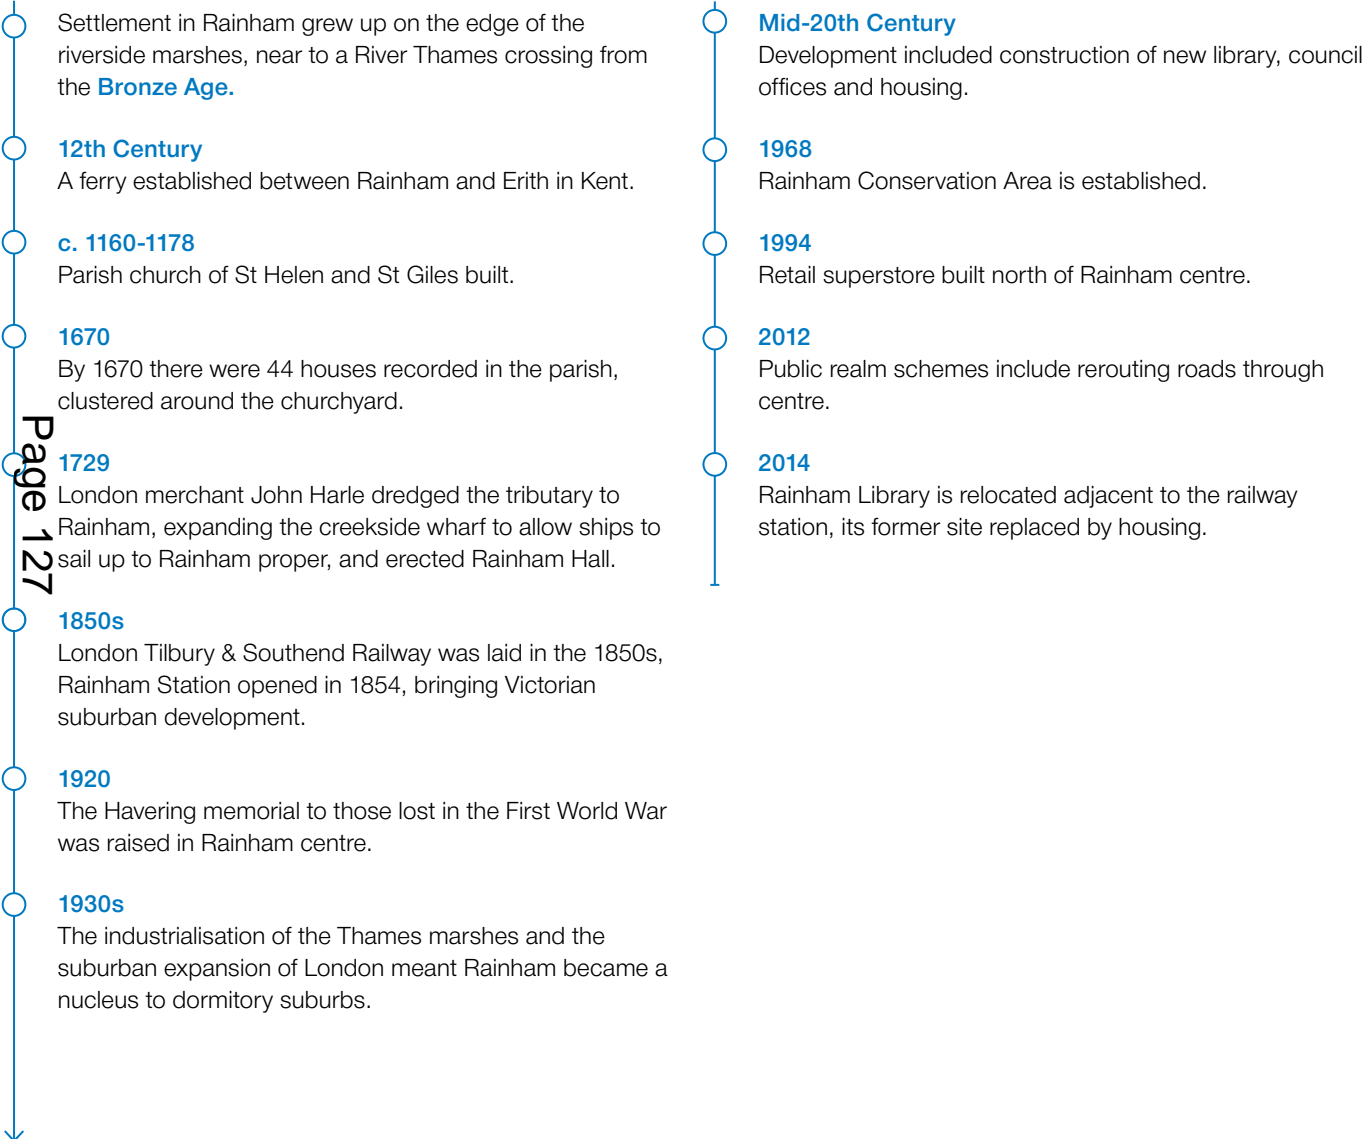 Settlement in Rainham grew up on the edge of the
riverside marshes, near to a River Thames crossing from
the Bronze Age.
12th Century
A ferry established between Rainham and Erith in Kent.
c. 1160-1178
Parish church of St Helen and St Giles built.
1670
By 1670 there were 44 houses recorded in the parish,
clustered around the churchyard.
1729
London merchant John Harle dredged the tributary to
Rainham, expanding the creekside wharf to allow ships to
sail up to Rainham proper, and erected Rainham Hall.
1850s
London Tilbury & Southend Railway was laid in the 1850s,
Rainham Station opened in 1854, bringing Victorian
suburban development.
1920
The Havering memorial to those lost in the First World War
was raised in Rainham centre.
1930s
The industrialisation of the Thames marshes and the
suburban expansion of London meant Rainham became a
nucleus to dormitory suburbs.
Mid-20th Century
Development included construction of new library, council
offices and housing.
1968
Rainham Conservation Area is established.
1994
Retail superstore built north of Rainham centre.
2012
Public realm schemes include rerouting roads through
centre.
2014
Rainham Library is relocated adjacent to the railway
station, its former site replaced by housing.
Page 127